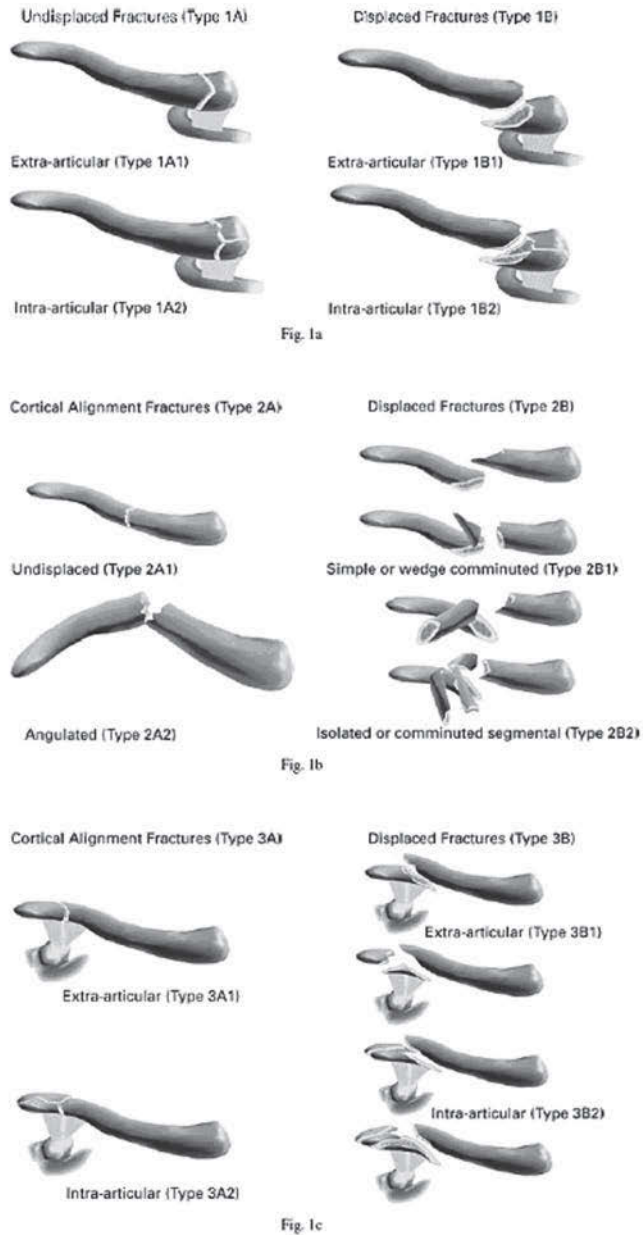 Undisplaced Fractures (Type 1A)
Displaced Fractures (Type 1B)
Extra-articular (Type 1A1)
Extra-articular (Type 1B1)
Intra-articular (Type 1A2)
Intra-articular (Type 1B2)
Fig. 1a
Cortical Alignment Fractures (Type 2A)
Displaced Fractures (Type 2B)
Undisplaced (Type 2A1)
Simple or wedge comminuted (Type 2B1)
Angulated (Type 2A2)
Isolated or comminuted segmental (Type 2B2)
Fig. 1b
Cortical Alignment Fractures (Type 3A)
Displaced Fractures (Type 3B)
Extra-articular (Type 3A1)
Extra-articular (Type 3B1)
Intra-articular (Type 3A2)
Intra-articular (Type 3B2)
Fig. 1c